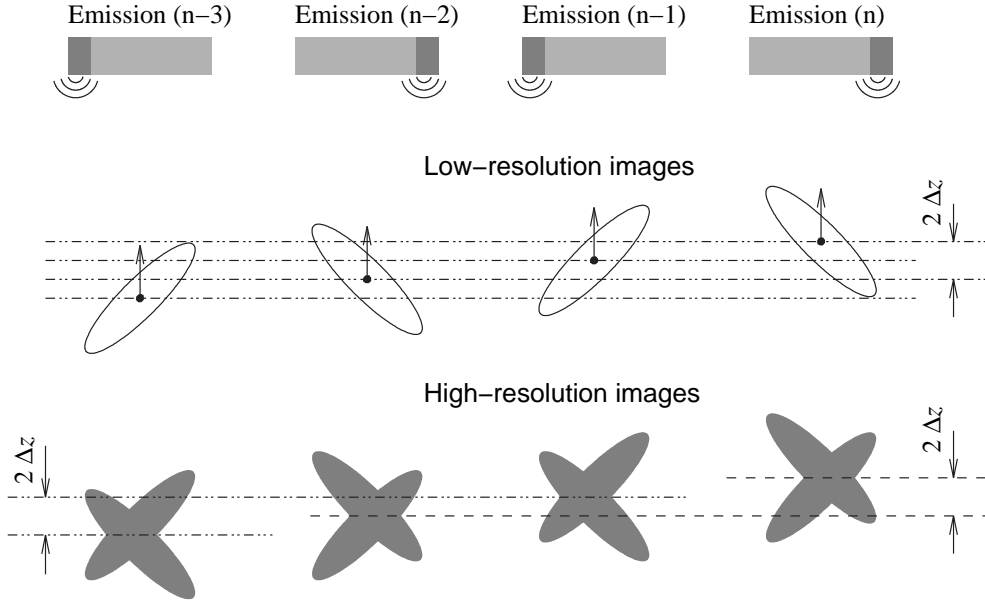 Emission (n−3) Emission (n−2) Emission (n−1) Emission (n)
Low−resolution images
2 Δz
High−resolution images
2 Δz
2 Δz